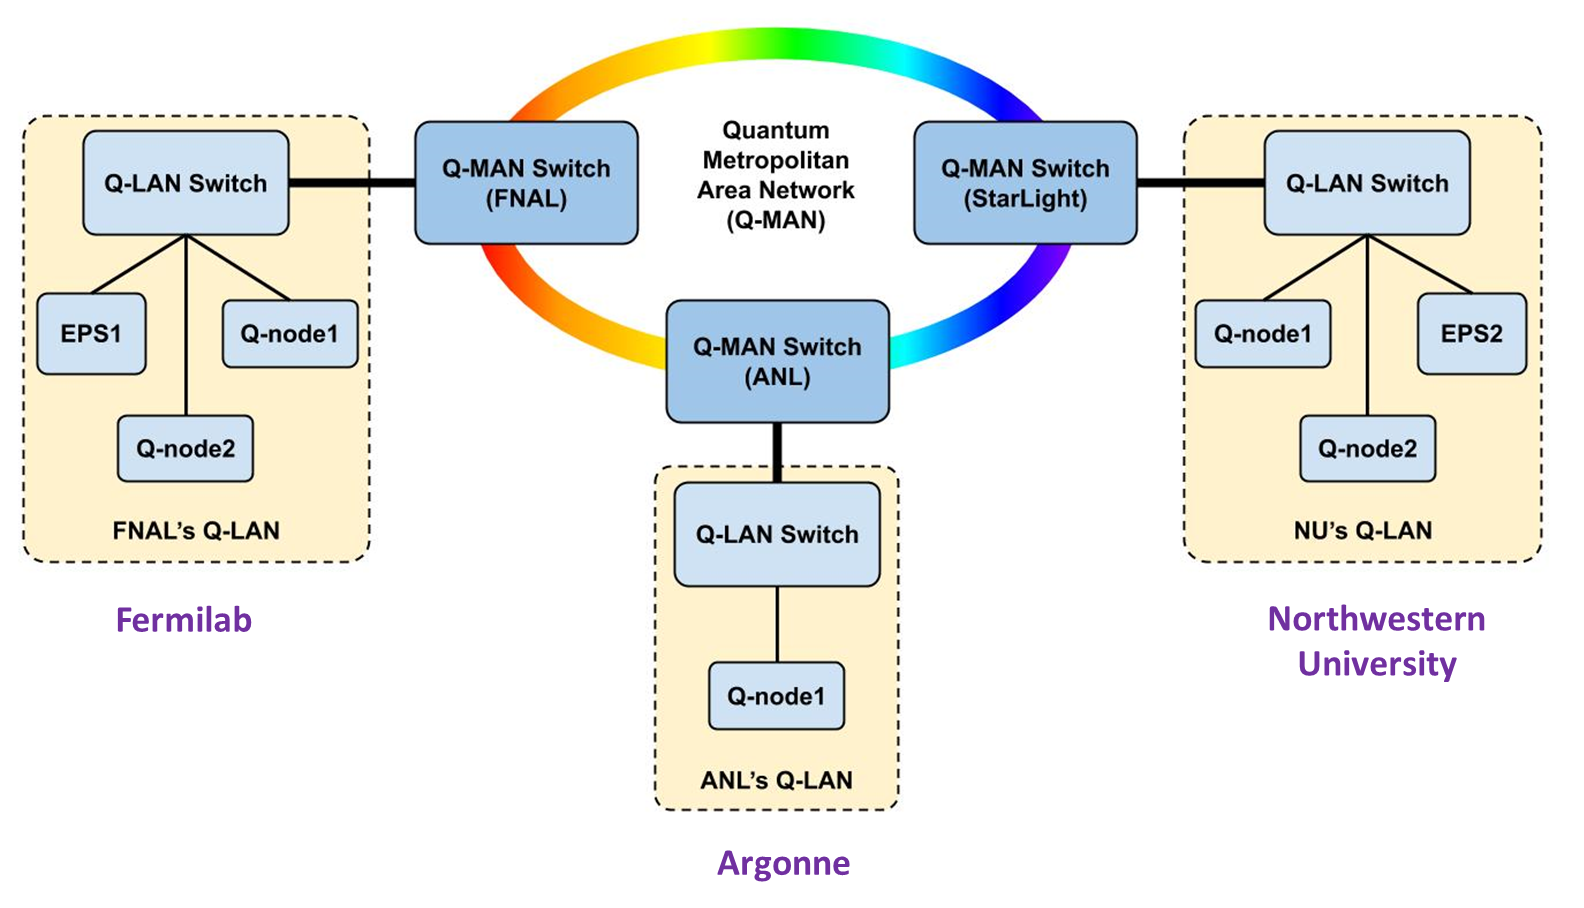 Quantum
Metropolitan
Area Network
(Q-MAN)
Q-LAN Switch
EPS1
Q-node1
Q-node2
FNAL's Q-LAN
Fermilab
Q-MAN Switch
(FNAL)
Q-MAN Switch
(ANL)
Q-LAN Switch
Q-node1
ANL's Q-LAN
Argonne
Q-MAN Switch
(StarLight)
Q-LAN Switch
Q-node1
EPS2
Q-node2
NU's Q-LAN
Northwestern
University